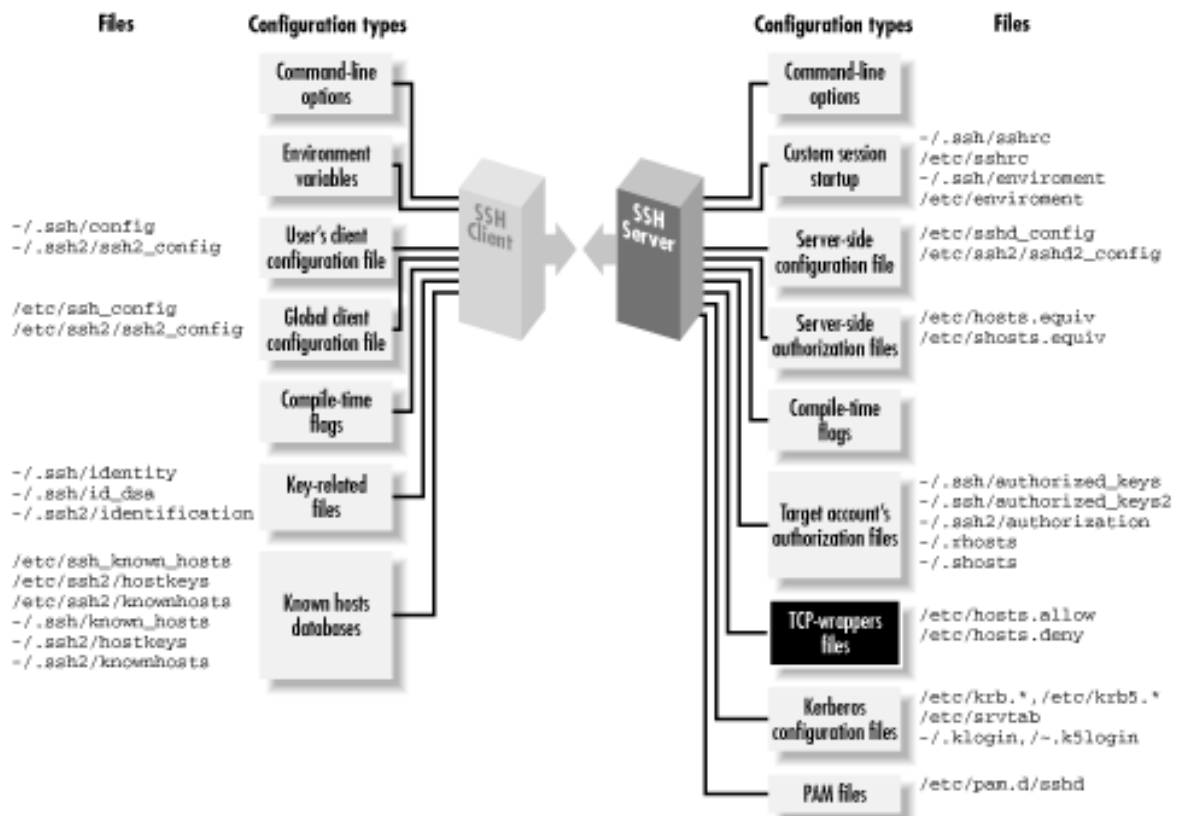 Files
Configuration types
Command-line
options
Environment
variables
-/.ssh/config
-/.ssh2/ssh2_config
User's client
configuration file
/etc/ssh_config
/etc/ssh2/ssh2_config
Global client
configuration file
Compile-time
flags
-/.ssh/identity
-/.ssh/id_dsa
-/.ssh2/identification
Key-related
files
/etc/ssh_known_hosts
/etc/ssh2/hostkeys
/etc/ssh2/knownhosts
-/.ssh/known_hosts
-/.ssh2/hostkeys
-/.ssh2/knownhosts
Known hosts
databases
SSH
Client
SSH
Server
Configuration types
Files
Command-line
options
Custom session
startup
-/.ssh/sshrc
/etc/sshrc
-/.ssh/enviroment
/etc/enviroment
Server-side
configuration file
/etc/sshd_config
/etc/ssh2/sshd2_config
Server-side
authorization files
/etc/hosts.equiv
/etc/shosts.equiv
Compile-time
flags
Target account's
authorization files
-/.ssh/authorized_keys
-/.ssh/authorized_keys2
-/.ssh2/authorization
-/.rhosts
-/.shosts
TCP-wrappers
files
/etc/hosts.allow
/etc/hosts.deny
Kerberos
configuration files
/etc/krb.*,/etc/krb5.*
/etc/srvtab
-/.klogin,/~.k5login
PAM files
/etc/pam.d/sshd